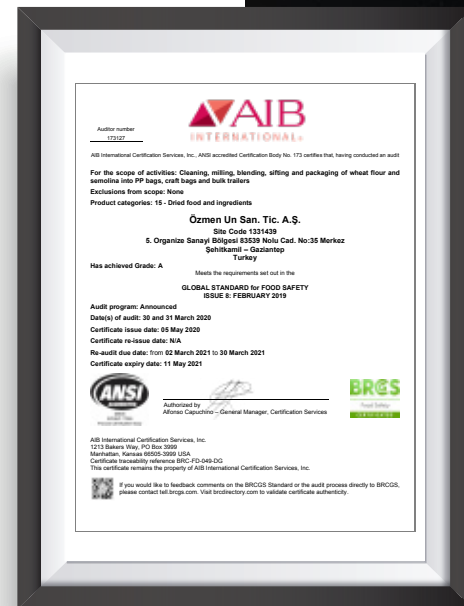 AIB
INTERNATIONAL®
Auditor number
173127
AIB International Certification Services, Inc., ANSI accredited Certification Body No. 173 certifies that, having conducted an audit
For the scope of activities: Cleaning, milling, blending, sifting and packaging of wheat flour and
semolina into PP bags, craft bags and bulk trailers
Exclusions from scope: None
Product categories: 15 - Dried food and ingredients
Özmen Un San. Tic. A.Ş.
Site Code 1331439
5. Organize Sanayi Bölgesi 83539 Nolu Cad. No:35 Merkez
Şehitkamil – Gaziantep
Turkey
Has achieved Grade: A
Meets the requirements set out in the
GLOBAL STANDARD for FOOD SAFETY
ISSUE 8: FEBRUARY 2019
Audit program: Announced
Date(s) of audit: 30 and 31 March 2020
Certificate issue date: 05 May 2020
Certificate re-issue date: N/A
Re-audit due date: from 02 March 2021 to 30 March 2021
Certificate expiry date: 11 May 2021
ANSI
Authorized by
Alfonso Capuchino – General Manager, Certification Services
BRCS
Food Safety
CERTIFICATED
AIB International Certification Services, Inc.
1213 Bakers Way, PO Box 3999
Manhattan, Kansas 66505-3999 USA
Certificate traceability reference BRC-FD-049-DG
This certificate remains the property of AIB International Certification Services, Inc.
If you would like to feedback comments on the BRCGS Standard or the audit process directly to BRCGS,
please contact tell.brcgs.com. Visit brcdirectory.com to validate certificate authenticity.